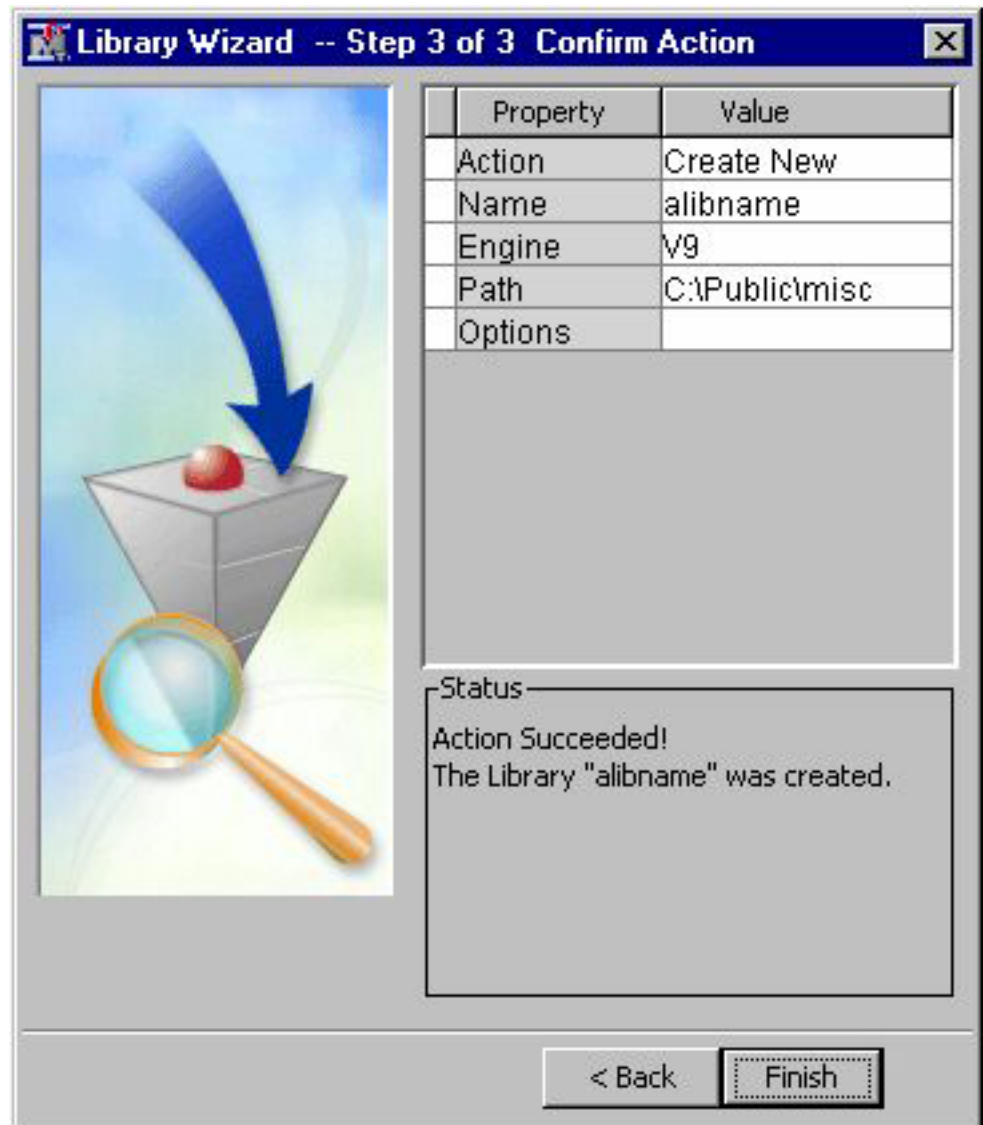 Library Wizard -- Step 3 of 3 Confirm Action
Property Value
Action Create New
Name alibname
Engine V9
Path C:\Public\misc
Options
Status
Action Succeeded!
The Library "alibname" was created.
< Back Finish